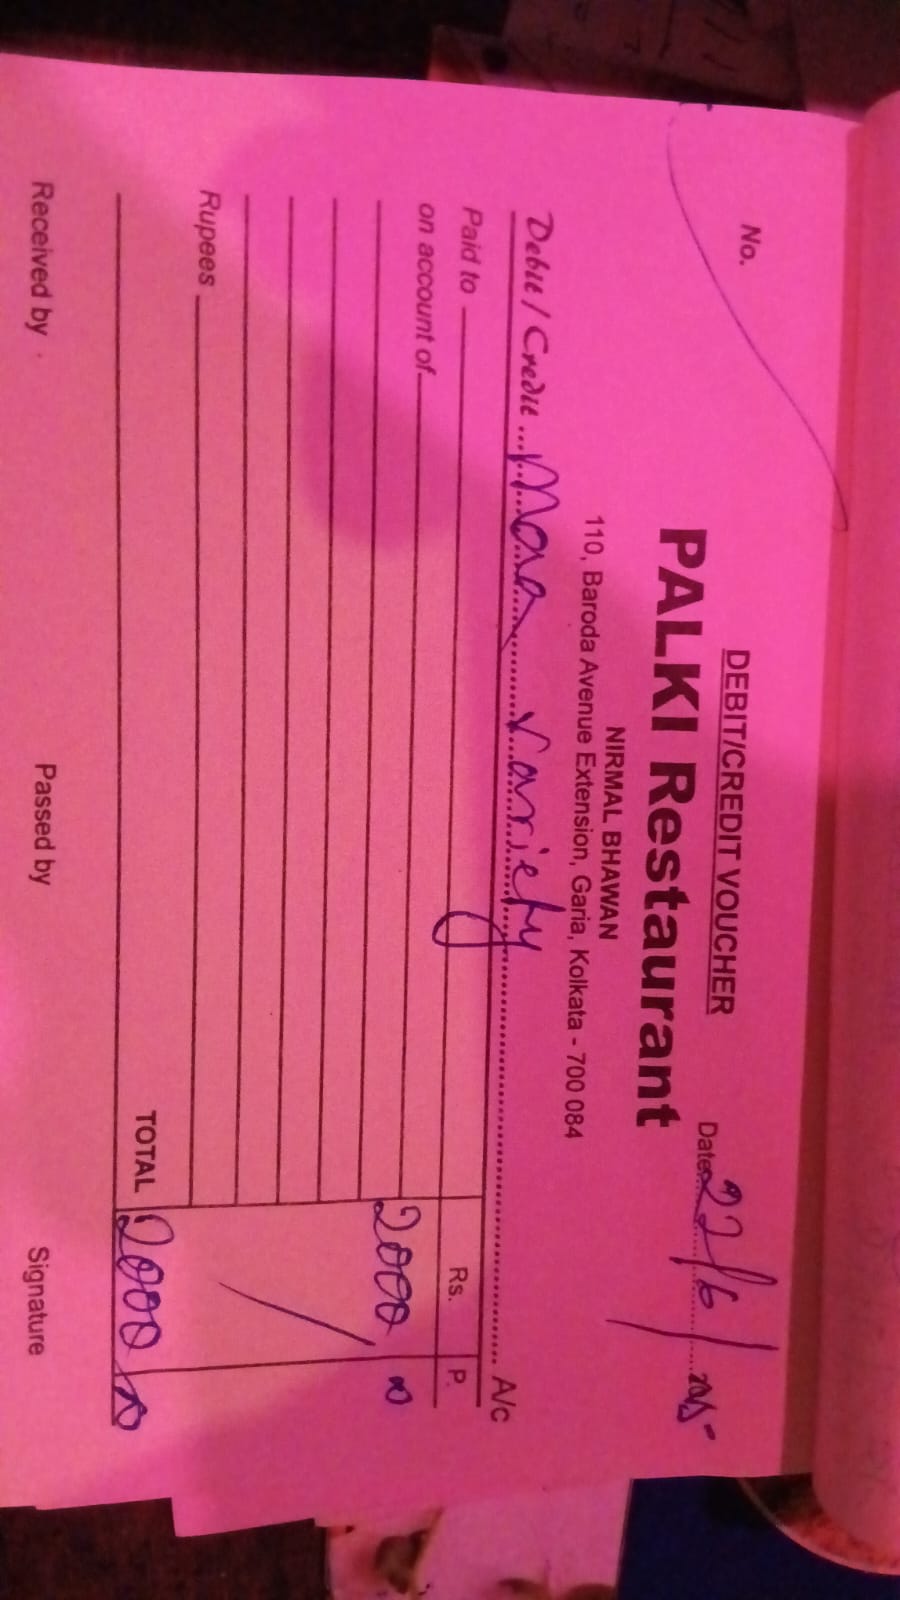 DEBIT/CREDIT VOUCHER
No.
Date 22/6/2025
PALKI Restaurant
NIRMAL BHAWAN
110, Baroda Avenue Extension, Garia, Kolkata - 700 084
Debit / Credit ... Mona Variety ... A/c
Paid to
Rs. P.
on account of
2000 00
Rupees
TOTAL 2000 00
Received by Passed by Signature